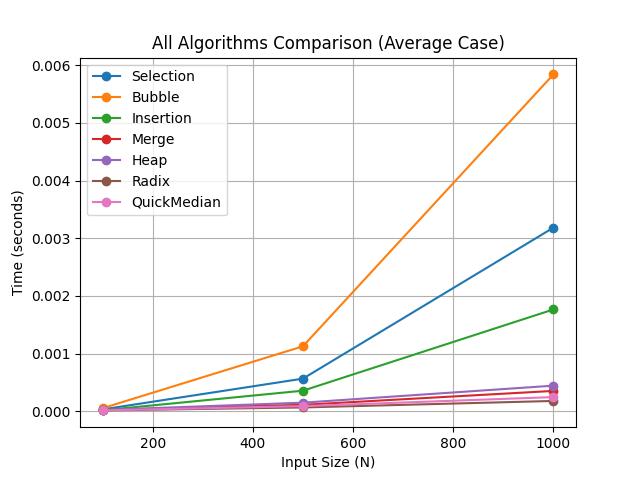 All Algorithms Comparison (Average Case)
Selection
Bubble
Insertion
Merge
Heap
Radix
QuickMedian
0.006
0.005
0.004
0.003
0.002
0.001
0.000
Time (seconds)
200
400
600
800
1000
Input Size (N)